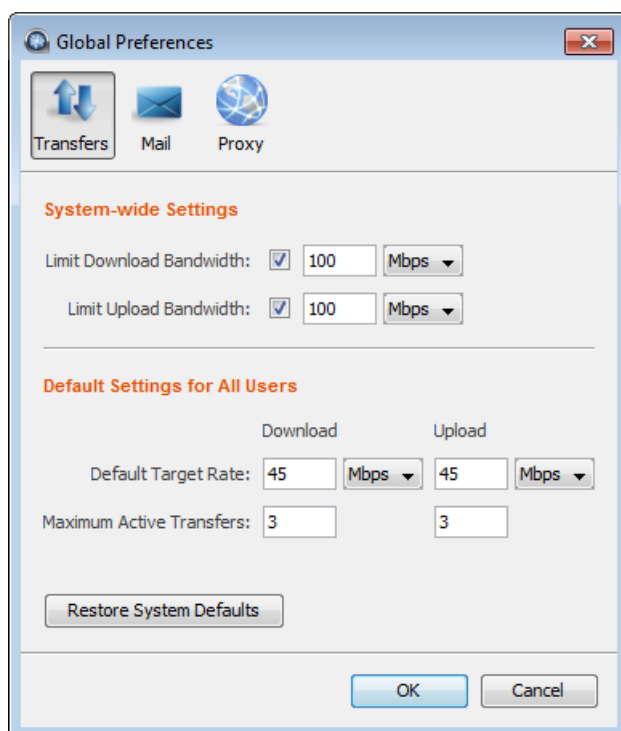 Global Preferences
Transfers Mail Proxy
System-wide Settings
Limit Download Bandwidth: 100 Mbps
Limit Upload Bandwidth: 100 Mbps
Default Settings for All Users
Download Upload
Default Target Rate: 45 Mbps 45 Mbps
Maximum Active Transfers: 3 3
Restore System Defaults
OK Cancel